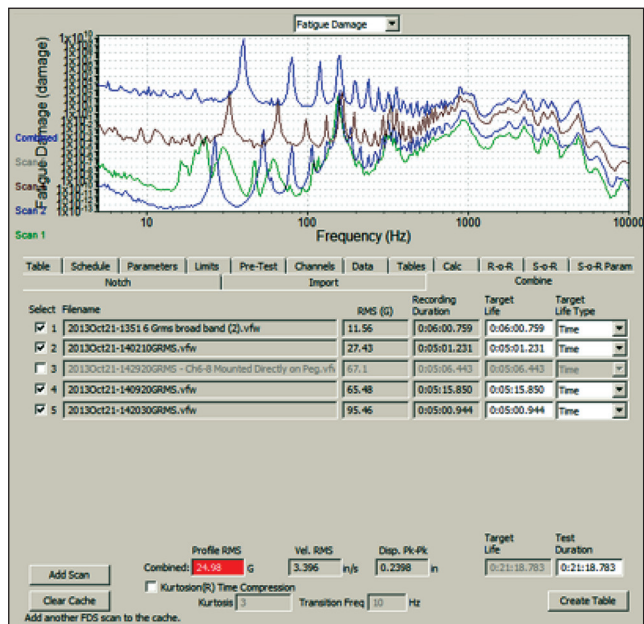 Fatigue Damage
1x10^10
Fatigue Damage (damage)
Combined
Scan
Scan
Scan 2
Scan 1
1x10^-13
10 100 1000 10000
Frequency (Hz)
Table Schedule Parameters Limits Pre-Test Channels Data Tables Calc R-o-R S-o-R S-o-R Param
Notch Import Combine
Select Filename RMS (G) Recording Duration Target Life Target Life Type
1 2013Oct21-1351 6 Grms broad band (2).vfw 11.56 0:06:00.759 0:06:00.759 Time
2 2013Oct21-140210GRMS.vfw 27.43 0:05:01.231 0:05:01.231 Time
3 2013Oct21-142920GRMS - Ch6-8 Mounted Directly on Peg.vfw 67.1 0:05:06.443 0:05:06.443 Time
4 2013Oct21-140920GRMS.vfw 65.48 0:05:15.850 0:05:15.850 Time
5 2013Oct21-142030GRMS.vfw 95.46 0:05:00.944 0:05:00.944 Time
Profile RMS Vel. RMS Disp. Pk-Pk Target Life Test Duration
Combined: 24.98 G 3.396 in/s 0.2398 in 0:21:18.783 0:21:18.783
Add Scan
Kurtosion(R) Time Compression
Clear Cache Kurtosis 3 Transition Freq 10 Hz Create Table
Add another FDS scan to the cache.